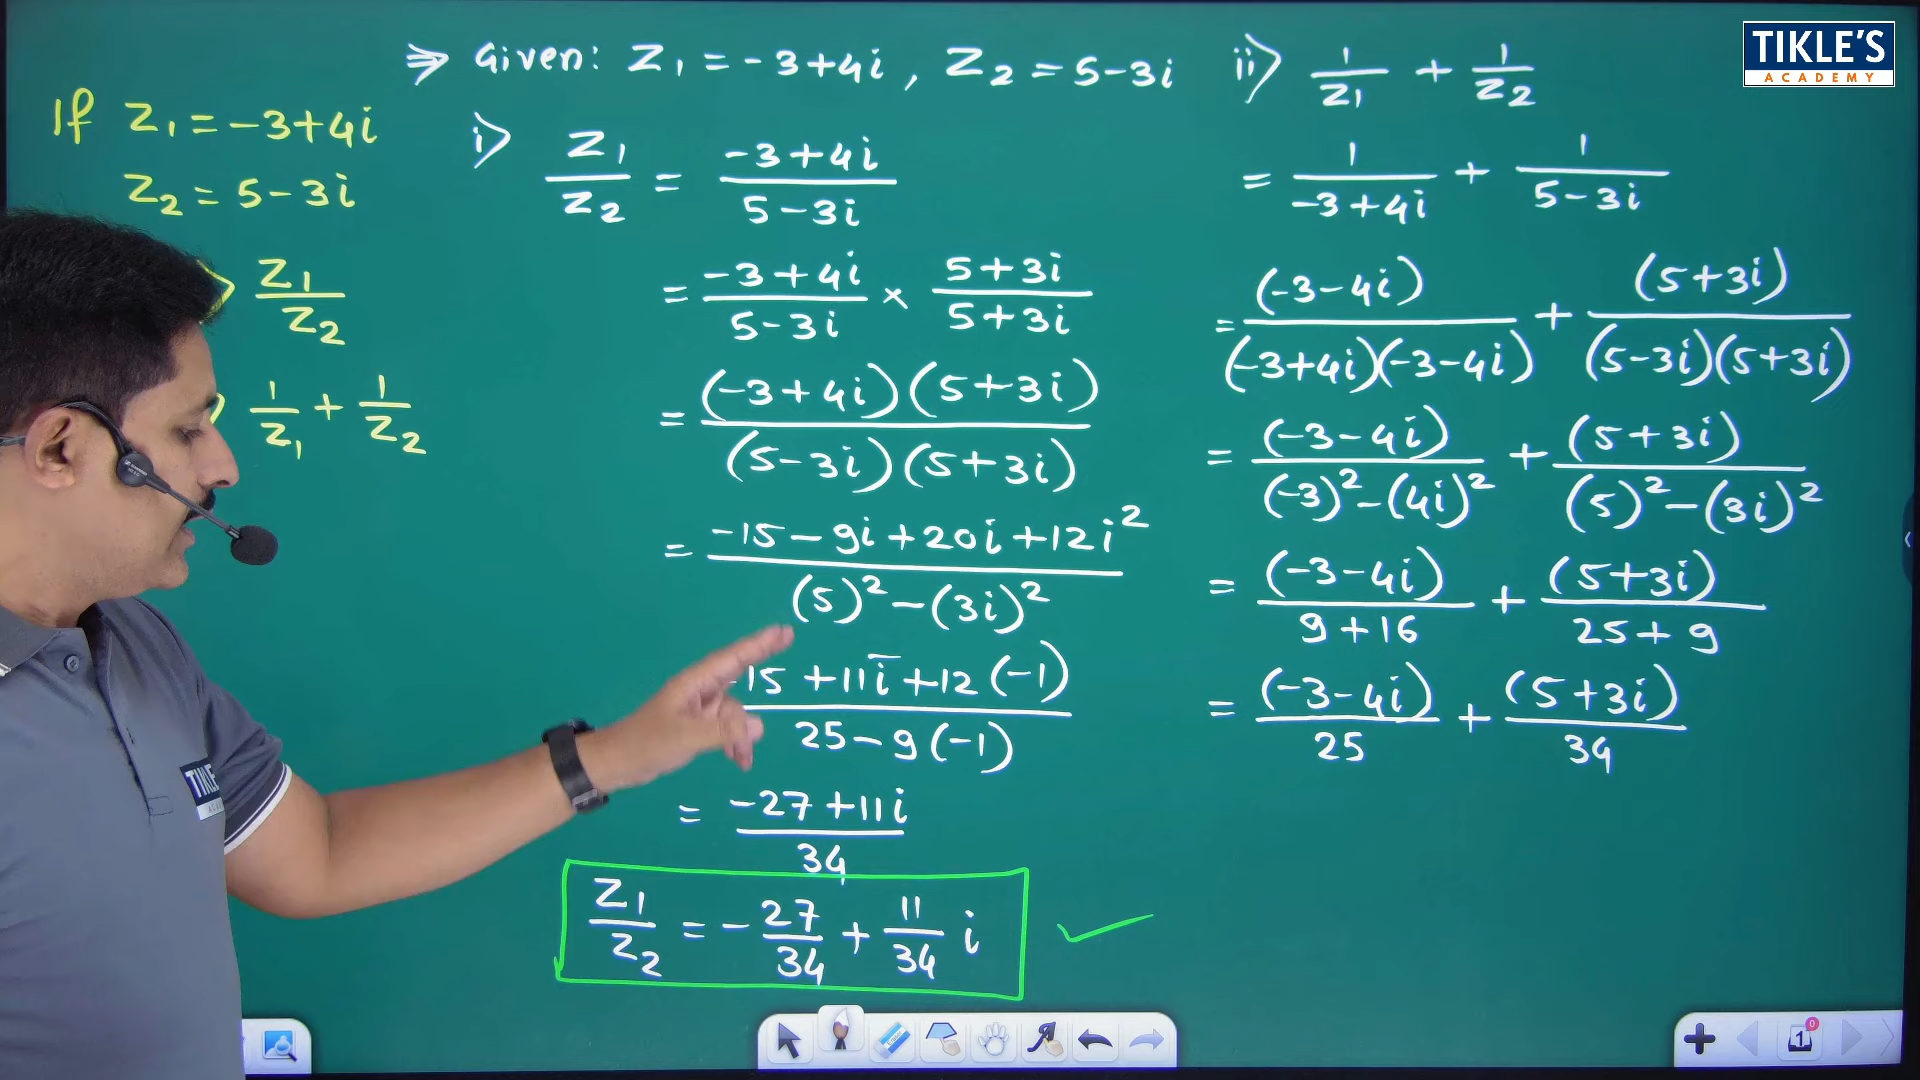 TIKLE'S
ACADEMY
If Z₁ = -3+4i
Z₂ = 5-3i
Z₁/Z₂
1/Z₁ + 1/Z₂
⇒ Given: Z₁ = -3+4i, Z₂ = 5-3i
i> Z₁/Z₂ = (-3+4i)/(5-3i)
= (-3+4i)/(5-3i) × (5+3i)/(5+3i)
= (-3+4i)(5+3i)/(5-3i)(5+3i)
= (-15-9i+20i+12i²)/((5)²-(3i)²)
-15+11i+12(-1)/25-9(-1)
= (-27+11i)/34
Z₁/Z₂ = -27/34 + 11/34 i
ii> 1/Z₁ + 1/Z₂
= 1/(-3+4i) + 1/(5-3i)
= (-3-4i)/(-3+4i)(-3-4i) + (5+3i)/(5-3i)(5+3i)
= (-3-4i)/((-3)²-(4i)²) + (5+3i)/((5)²-(3i)²)
= (-3-4i)/(9+16) + (5+3i)/(25+9)
= (-3-4i)/25 + (5+3i)/34
TIKLE
1
0